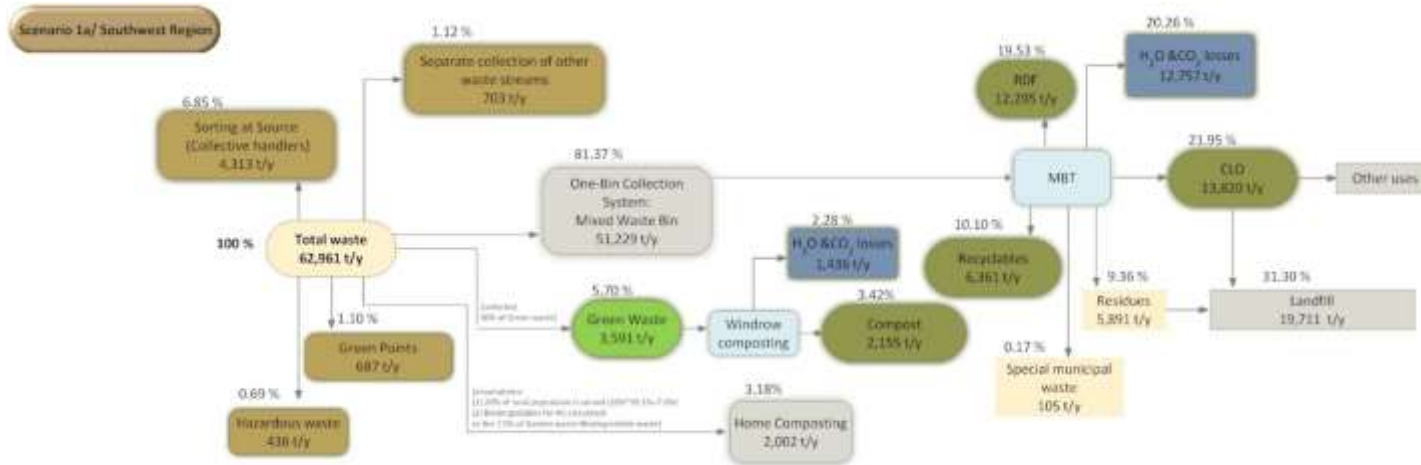 Scenario 1a/ Southwest Region
1.12 %
Separate collection of other
waste streams
703 t/y
6.85 %
Sorting at Source
(Collective handlers)
4,313 t/y
19.53 %
RDF
12,295 t/y
20.26 %
H2O &CO2 losses
12,757 t/y
81.37 %
One-Bin Collection
System:
Mixed Waste Bin
51,229 t/y
MBT
21.95 %
CLO
13,820 t/y
Other uses
100 %
Total waste
62,961 t/y
2.28 %
H2O &CO2 losses
1,436 t/y
10.10 %
Recyclables
6,361 t/y
9.36 %
Residues
5,891 t/y
31.30 %
Landfill
19,711 t/y
5.70 %
Green Waste
3,591 t/y
Windrow
composting
3.42%
Compost
2,155 t/y
0.17 %
Special municipal
waste
105 t/y
1.10 %
Green Points
687 t/y
0.69 %
Hazardous waste
436 t/y
3.18%
Home Composting
2,002 t/y